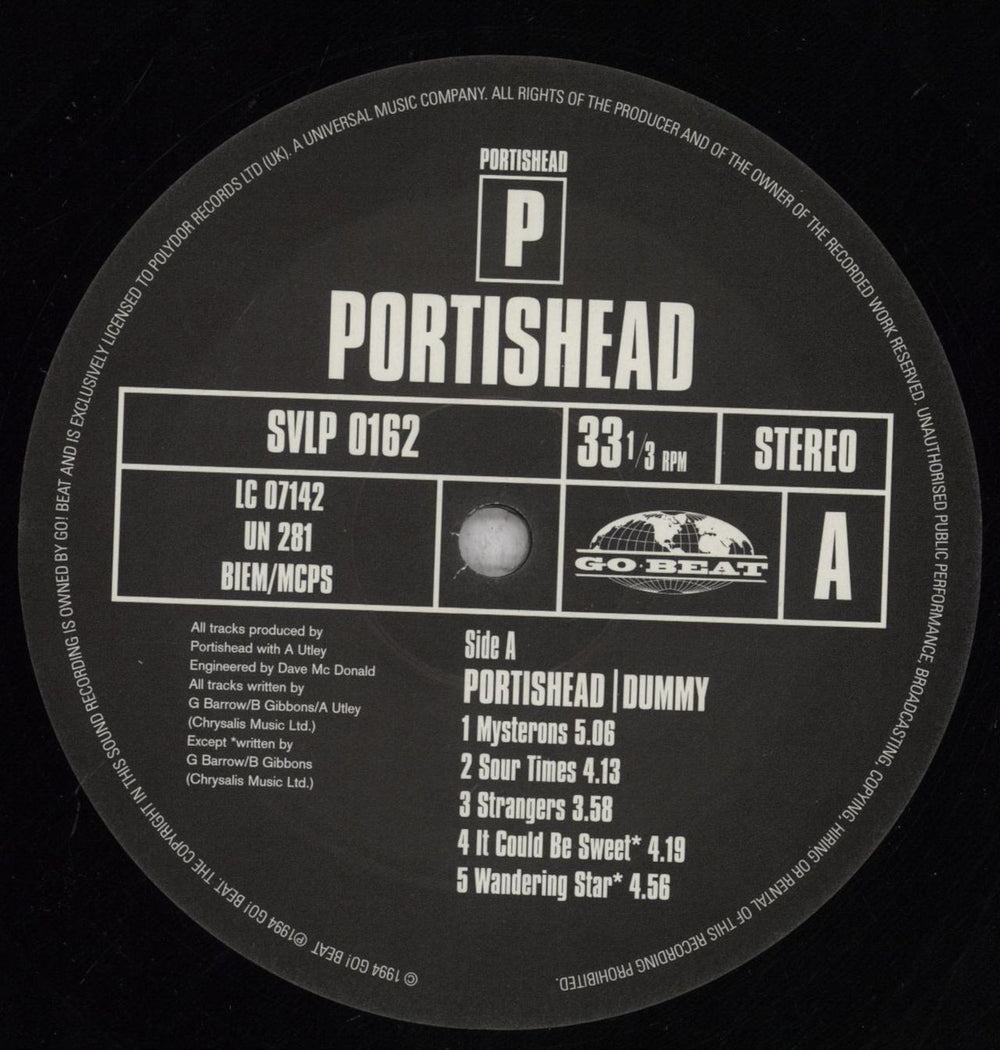 PORTISHEAD
P
PORTISHEAD
SVLP 0162
33 1/3 RPM
STEREO
LC 07142
UN 281
BIEM/MCPS
GO·BEAT
A
All tracks produced by
Portishead with A Utley
Engineered by Dave Mc Donald
All tracks written by
G Barrow/B Gibbons/A Utley
(Chrysalis Music Ltd.)
Except *written by
G Barrow/B Gibbons
(Chrysalis Music Ltd.)
Side A
PORTISHEAD | DUMMY
1 Mysterons 5.06
2 Sour Times 4.13
3 Strangers 3.58
4 It Could Be Sweet* 4.19
5 Wandering Star* 4.56
© 1994 GO! BEAT ℗1994 GO! BEAT. THE COPYRIGHT IN THIS SOUND RECORDING IS OWNED BY GO! BEAT AND IS EXCLUSIVELY LICENSED TO POLYDOR RECORDS LTD (UK). A UNIVERSAL MUSIC COMPANY. ALL RIGHTS OF THE PRODUCER AND OF THE OWNER OF THE RECORDED WORK RESERVED. UNAUTHORISED PUBLIC PERFORMANCE, BROADCASTING, COPYING, HIRING OR RENTAL OF THIS RECORDING PROHIBITED.